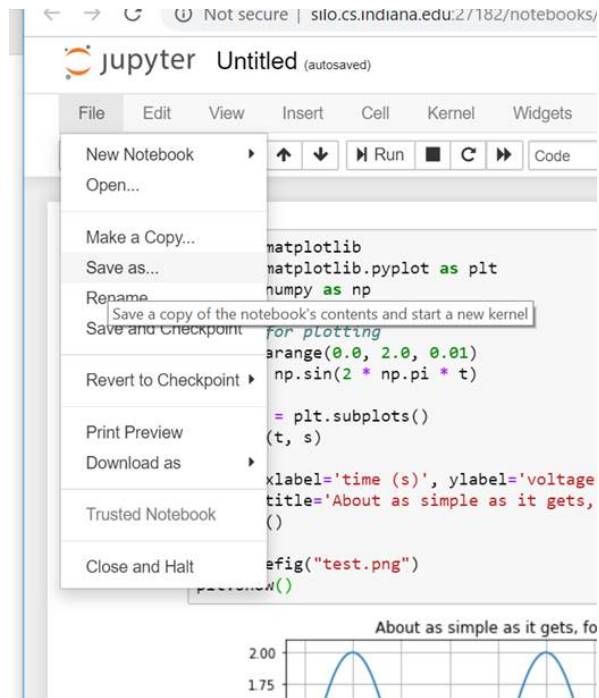 Not secure | silo.cs.indiana.edu:27182/notebooks/
jupyter Untitled (autosaved)
File Edit View Insert Cell Kernel Widgets
Run Code
New Notebook
Open...
Make a Copy...
Save as...
Rename
Save a copy of the notebook's contents and start a new kernel
Save and Checkpoint
Revert to Checkpoint
Print Preview
Download as
Trusted Notebook
Close and Halt
matplotlib
matplotlib.pyplot as plt
numpy as np
for plotting
arange(0.0, 2.0, 0.01)
np.sin(2 * np.pi * t)
= plt.subplots()
(t, s)
xlabel='time (s)', ylabel='voltage
title='About as simple as it gets,
()
efig("test.png")
plt.show()
About as simple as it gets, fo
2.00
1.75